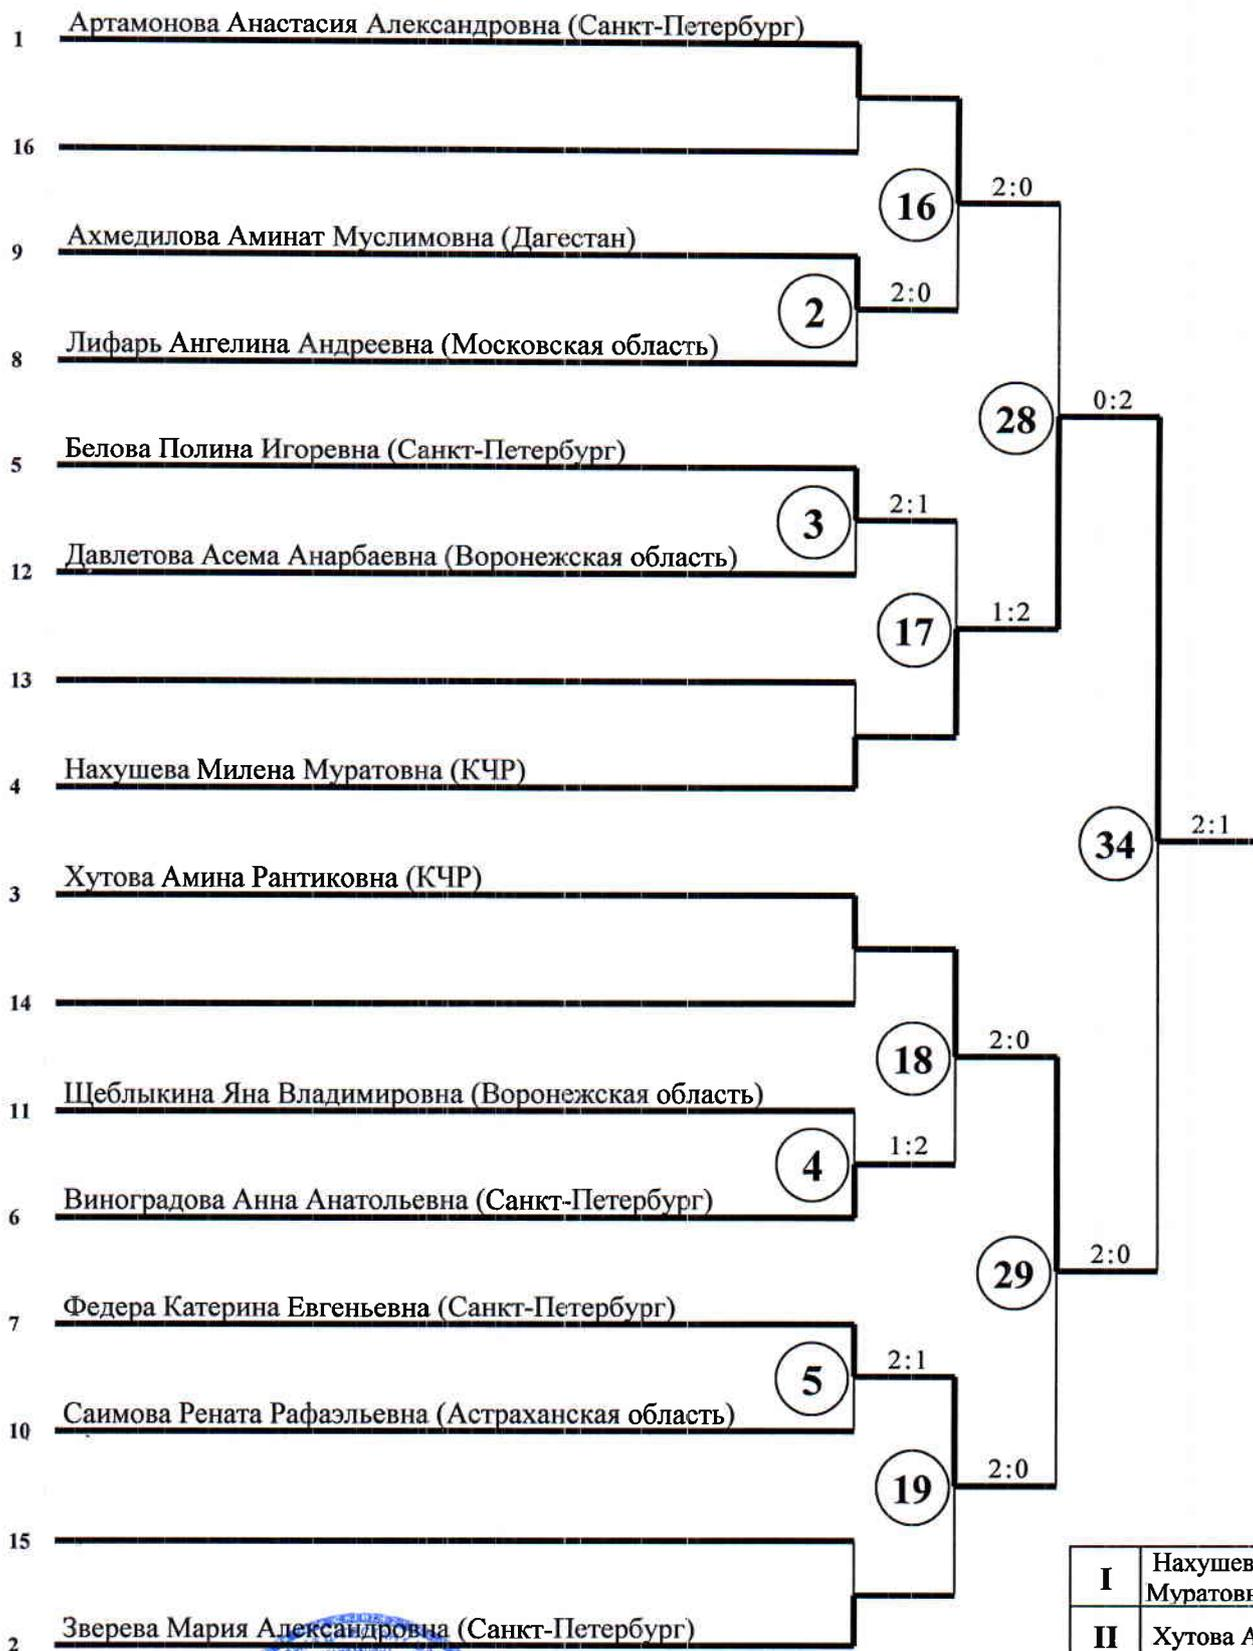 Артамонова Анастасия Александровна (Санкт-Петербург)
1
16
16
2:0
Ахмедилова Аминат Муслимовна (Дагестан)
9
2
2:0
Лифарь Ангелина Андреевна (Московская область)
8
28
0:2
Белова Полина Игоревна (Санкт-Петербург)
5
3
2:1
Давлетова Асема Анарбаевна (Воронежская область)
12
17
1:2
13
Нахушева Милена Муратовна (КЧР)
4
34
2:1
Хутова Амина Рантиковна (КЧР)
3
14
18
2:0
Щеблыкина Яна Владимировна (Воронежская область)
11
4
1:2
Виноградова Анна Анатольевна (Санкт-Петербург)
6
29
2:0
Федера Катерина Евгеньевна (Санкт-Петербург)
7
5
2:1
Саимова Рената Рафаэльевна (Астраханская область)
10
19
2:0
15
I Нахушев
Муратовн
Зверева Мария Александровна (Санкт-Петербург)
2
II Хутова А